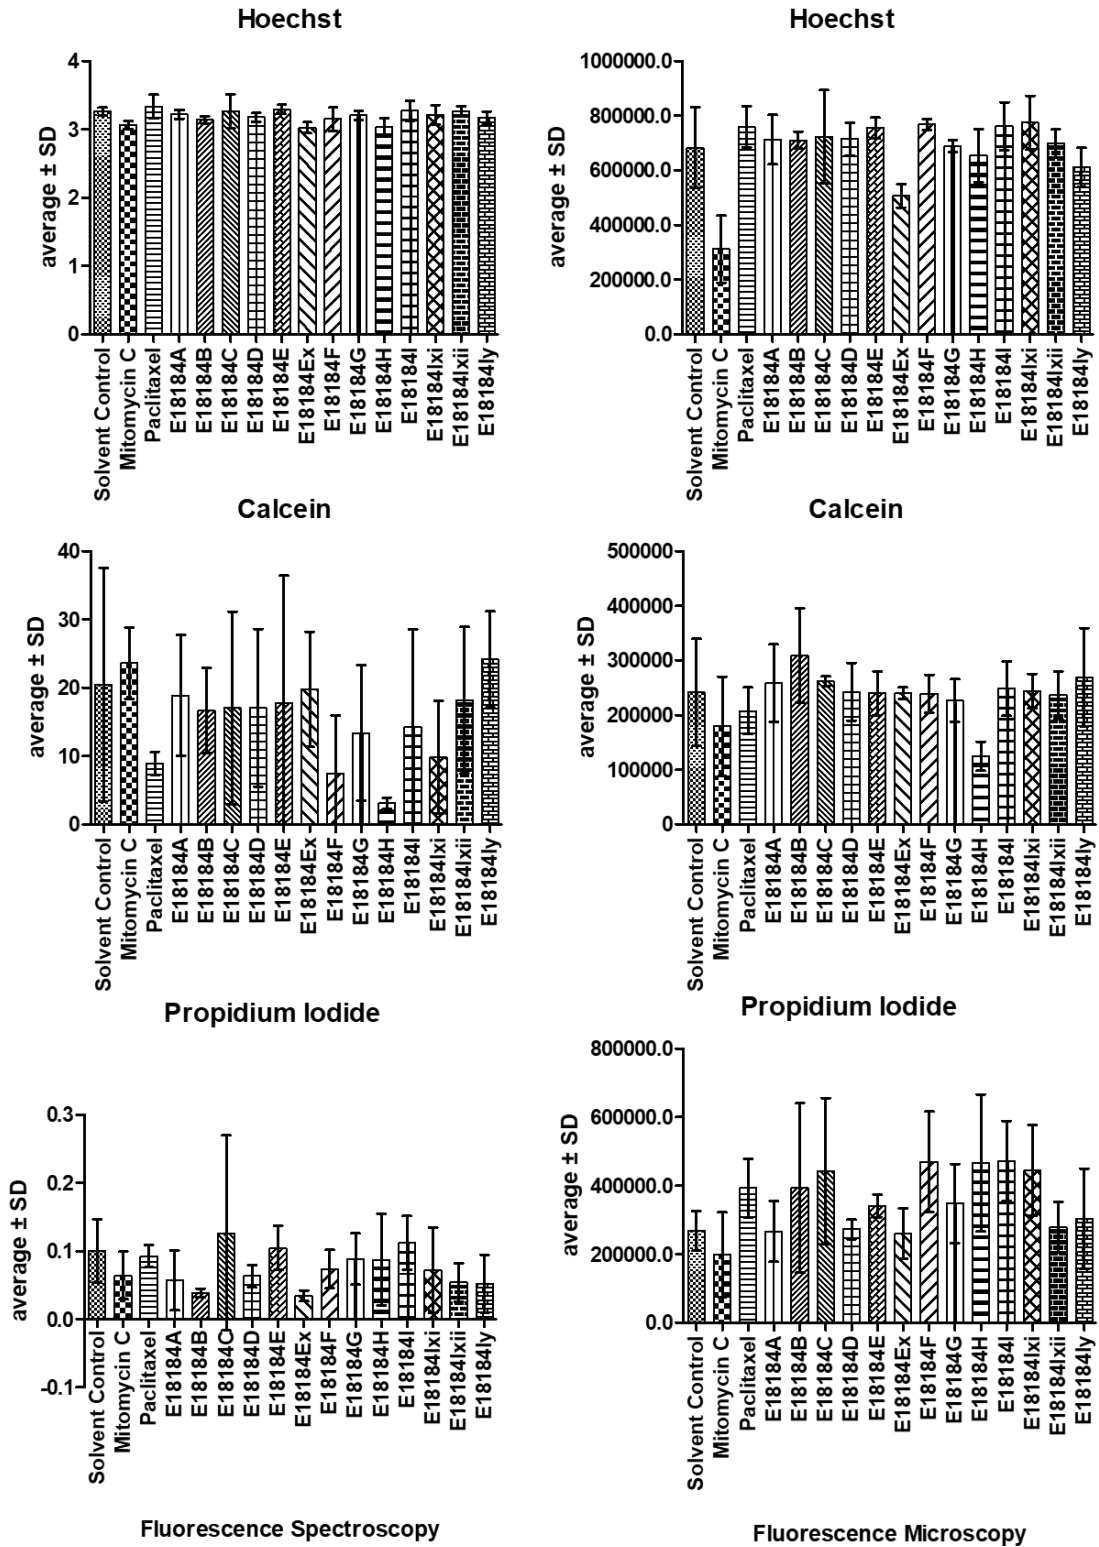 Hoechst
average ± SD
4
3
2
1
0
Solvent Control
Mitomycin C
Paclitaxel
E18184A
E18184B
E18184C
E18184D
E18184E
E18184Ex
E18184F
E18184G
E18184H
E18184I
E18184Ixi
E18184Ixii
E18184Iy
Hoechst
average ± SD
1000000.0
800000.0
600000.0
400000.0
200000.0
0.0
Solvent Control
Mitomycin C
Paclitaxel
E18184A
E18184B
E18184C
E18184D
E18184E
E18184Ex
E18184F
E18184G
E18184H
E18184I
E18184Ixi
E18184Ixii
E18184Iy
Calcein
average ± SD
40
30
20
10
0
Solvent Control
Mitomycin C
Paclitaxel
E18184A
E18184B
E18184C
E18184D
E18184E
E18184Ex
E18184F
E18184G
E18184H
E18184I
E18184Ixi
E18184Ixii
E18184Iy
Calcein
average ± SD
500000
400000
300000
200000
100000
0
Solvent Control
Mitomycin C
Paclitaxel
E18184A
E18184B
E18184C
E18184D
E18184E
E18184Ex
E18184F
E18184G
E18184H
E18184I
E18184Ixi
E18184Ixii
E18184Iy
Propidium Iodide
average ± SD
0.3
0.2
0.1
0.0
-0.1
Solvent Control
Mitomycin C
Paclitaxel
E18184A
E18184B
E18184C
E18184D
E18184E
E18184Ex
E18184F
E18184G
E18184H
E18184I
E18184Ixi
E18184Ixii
E18184Iy
Fluorescence Spectroscopy
Propidium Iodide
average ± SD
800000.0
600000.0
400000.0
200000.0
0.0
Solvent Control
Mitomycin C
Paclitaxel
E18184A
E18184B
E18184C
E18184D
E18184E
E18184Ex
E18184F
E18184G
E18184H
E18184I
E18184Ixi
E18184Ixii
E18184Iy
Fluorescence Microscopy